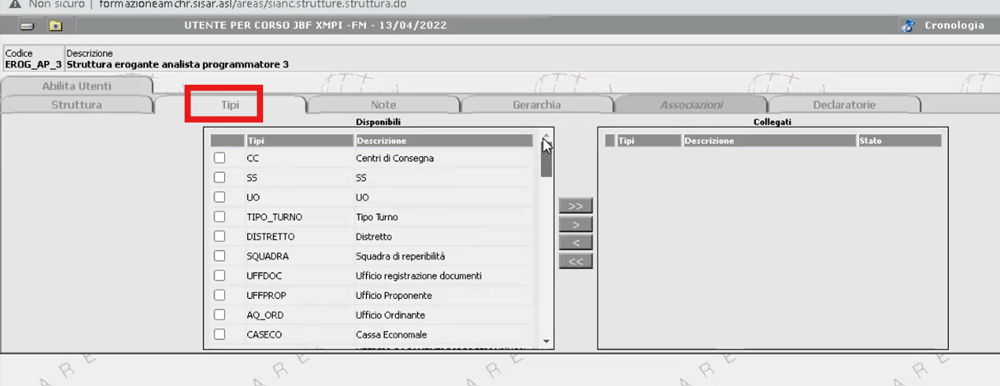 Non sicuro | formazioneamchr.sisar.asl/areas/sianc.strutture.struttura.do
UTENTE PER CORSO JBF XMPI -FM - 13/04/2022
Cronologia
Codice Descrizione
EROG_AP_3 Struttura erogante analista programmatore 3
Abilita Utenti
Struttura Tipi Note Gerarchia Associazioni Declaratorie
Disponibili
Tipi Descrizione
CC Centri di Consegna
SS SS
UO UO
TIPO_TURNO Tipo Turno
DISTRETTO Distretto
SQUADRA Squadra di reperibilità
UFFDOC Ufficio registrazione documenti
UFFPROP Ufficio Proponente
AQ_ORD Ufficio Ordinante
CASECO Cassa Economale
>>
>
<
<<
Collegati
Tipi Descrizione Stato